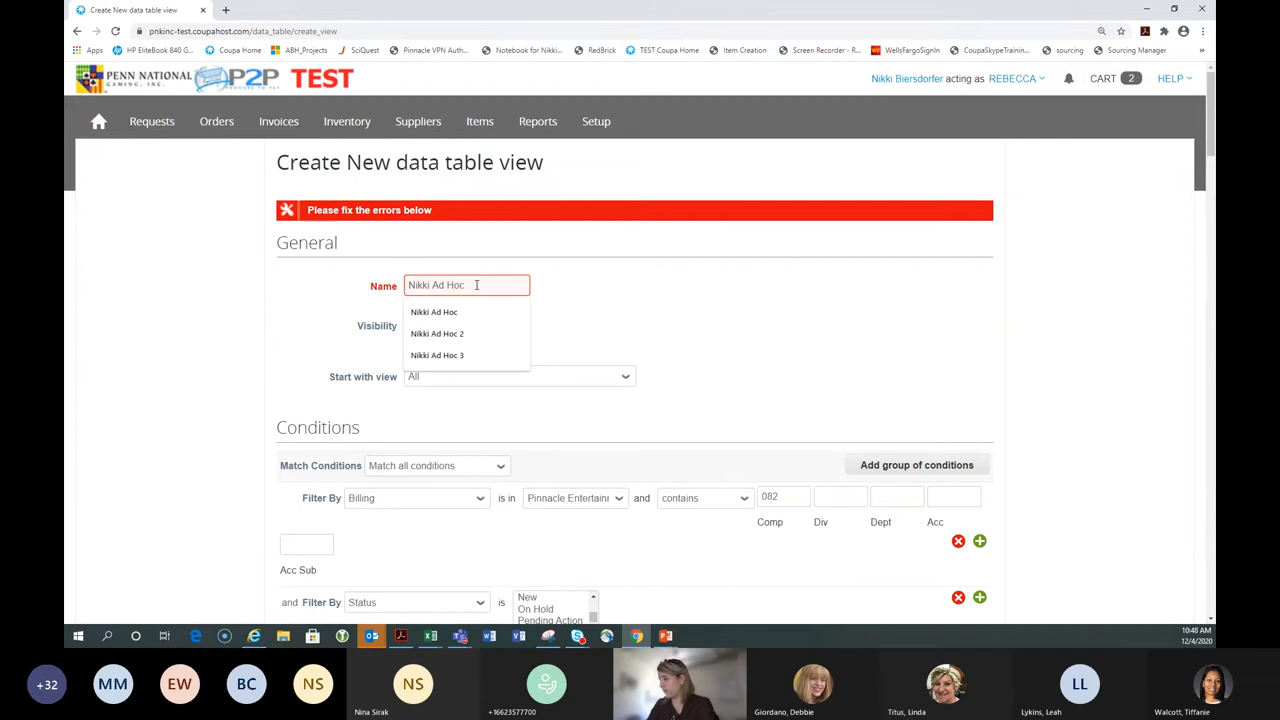 Create New data table view
pnkinc-test.coupahost.com/data_table/create_view
Apps
HP EliteBook 840 G...
Coupa Home
ABH_Projects
SciQuest
Pinnacle VPN Auth...
Notebook for Nikki...
RedBrick
TEST Coupa Home
Item Creation
Screen Recorder - R...
WellsFargoSignIn
CoupaSkypeTrainin...
sourcing
Sourcing Manager
PENN NATIONAL
GAMING, INC.
P2P
TEST
Nikki Biersdorfer acting as REBECCA
CART 2
HELP
Requests
Orders
Invoices
Inventory
Suppliers
Items
Reports
Setup
Create New data table view
Please fix the errors below
General
Name
Nikki Ad Hoc
Nikki Ad Hoc
Visibility
Nikki Ad Hoc 2
Nikki Ad Hoc 3
Start with view
All
Conditions
Match Conditions
Match all conditions
Add group of conditions
Filter By
Billing
is in
Pinnacle Entertain
and
contains
082
Comp
Div
Dept
Acc
Acc Sub
and Filter By
Status
is
New
On Hold
Pending Action
10:48 AM
12/4/2020
+32
MM
EW
BC
NS
NS
LL
Nina Sirak
+16623577700
Giordano, Debbie
Titus, Linda
Lykins, Leah
Walcott, Tiffanie